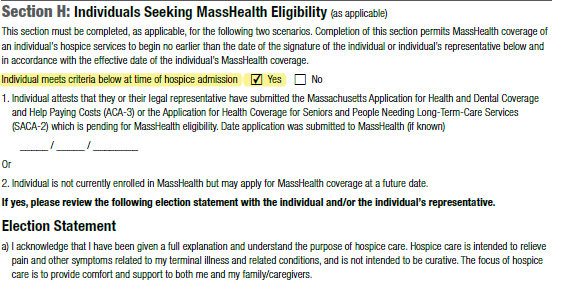 Section H: Individuals Seeking MassHealth Eligibility (as applicable)
This section must be completed, as applicable, for the following two scenarios. Completion of this section permits MassHealth coverage of
an individual's hospice services to begin no earlier than the date of the signature of the individual or individual's representative below and
in accordance with the effective date of the individual's MassHealth coverage.
Individual meets criteria below at time of hospice admission ☑ Yes ☐ No
1. Individual attests that they or their legal representative have submitted the Massachusetts Application for Health and Dental Coverage
and Help Paying Costs (ACA-3) or the Application for Health Coverage for Seniors and People Needing Long-Term-Care Services
(SACA-2) which is pending for MassHealth eligibility. Date application was submitted to MassHealth (if known)
____/____/______
Or
2. Individual is not currently enrolled in MassHealth but may apply for MassHealth coverage at a future date.
If yes, please review the following election statement with the individual and/or the individual's representative.
Election Statement
a) I acknowledge that I have been given a full explanation and understand the purpose of hospice care. Hospice care is intended to relieve
pain and other symptoms related to my terminal illness and related conditions, and is not intended to be curative. The focus of hospice
care is to provide comfort and support to both me and my family/caregivers.